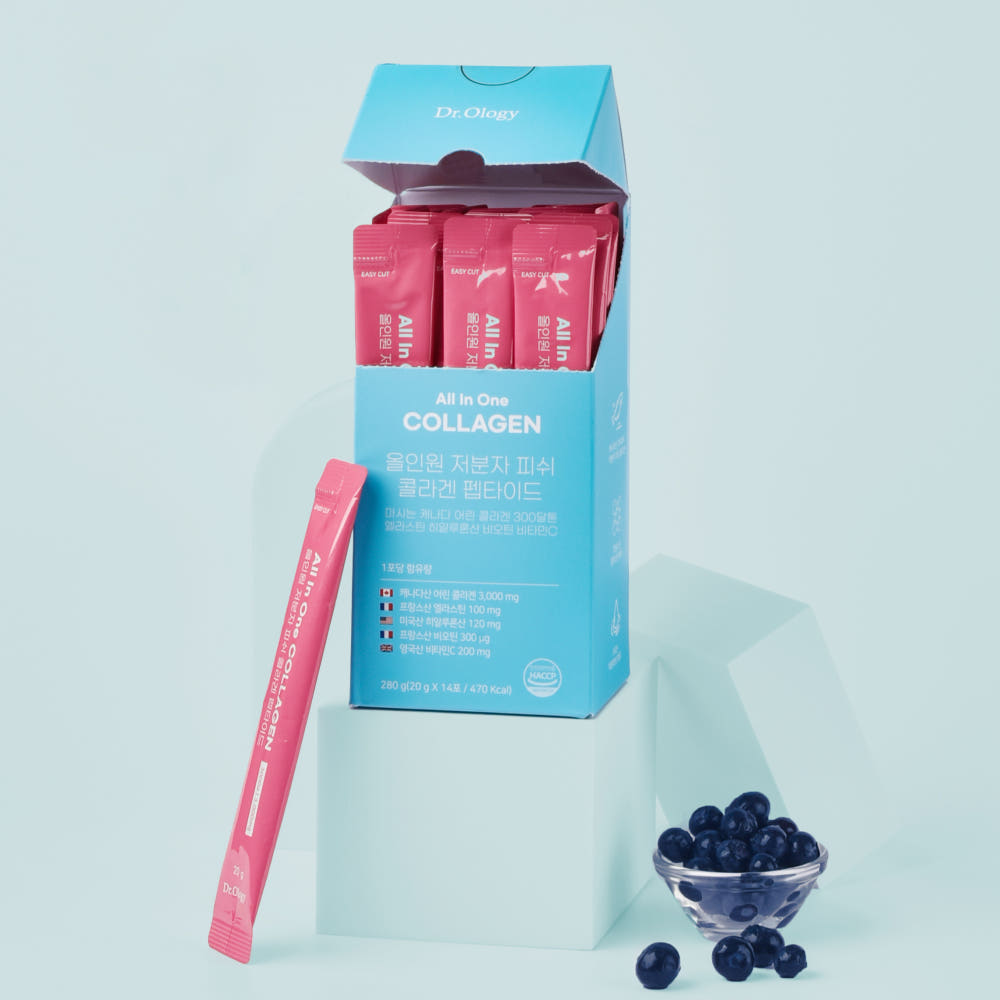 Dr.Ology
EASY CUT
EASY CUT
EASY CUT
All In O
올인원 저
All In
올인원 저
All In O
올인원 저
All In One
COLLAGEN
올인원 저분자 피쉬
콜라겐 펩타이드
마시는 캐나다 어린 콜라겐 300달톤
엘라스틴 히알루론산 비오틴 비타민C
1포당 함유량
캐나다산 어린 콜라겐 3,000 mg
프랑스산 엘라스틴 100 mg
미국산 히알루론산 120 mg
프랑스산 비오틴 300 μg
영국산 비타민C 200 mg
280 g(20 g X 14포 / 470 Kcal)
HACCP
All In One COLLAGEN
올인원 저분자 피쉬 콜라겐 펩타이드
20 g
Dr.Ology